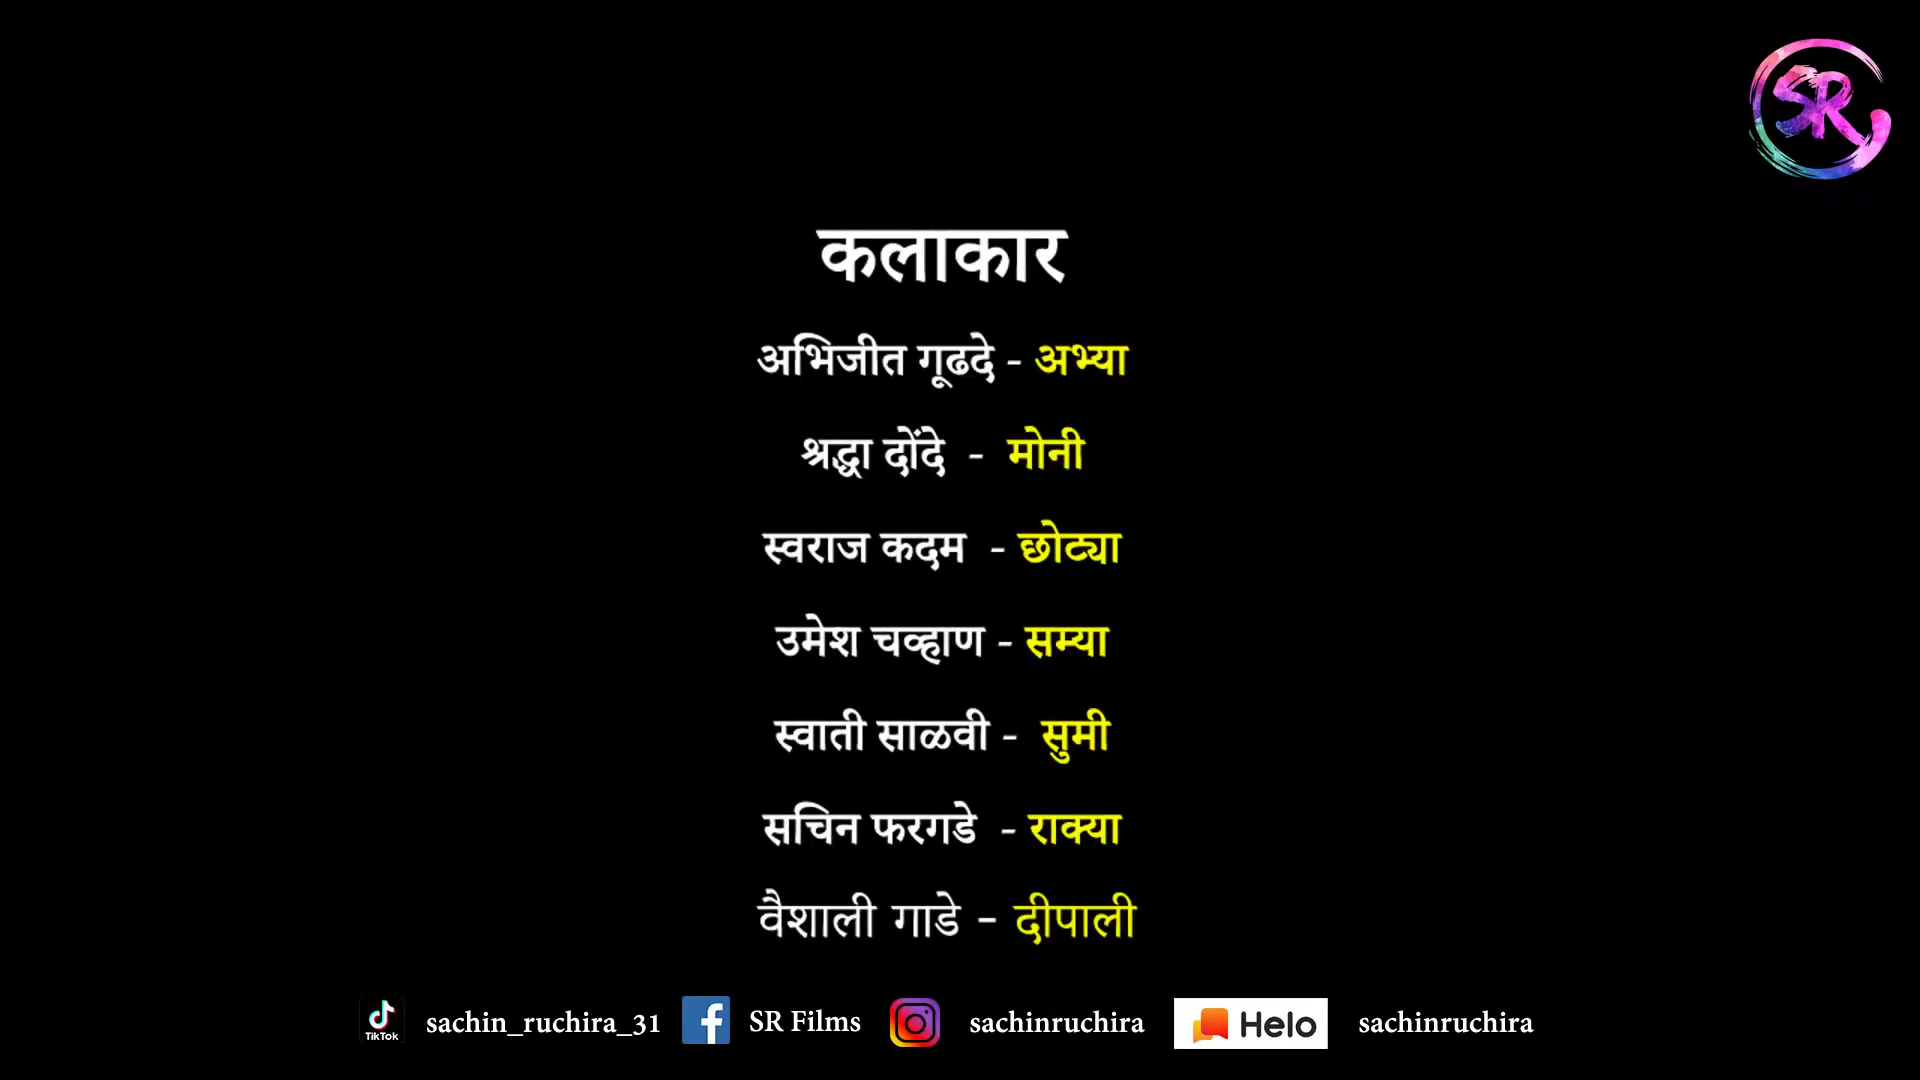 SR
कलाकार
अभिजीत गूढदे - अभ्या
श्रद्धा दोंदे - मोनी
स्वराज कदम - छोट्या
उमेश चव्हाण - सम्या
स्वाती साळवी - सुमी
सचिन फरगडे - राक्या
वैशाली गाडे - दीपाली
TikTok sachin_ruchira_31 f SR Films sachinruchira Helo sachinruchira